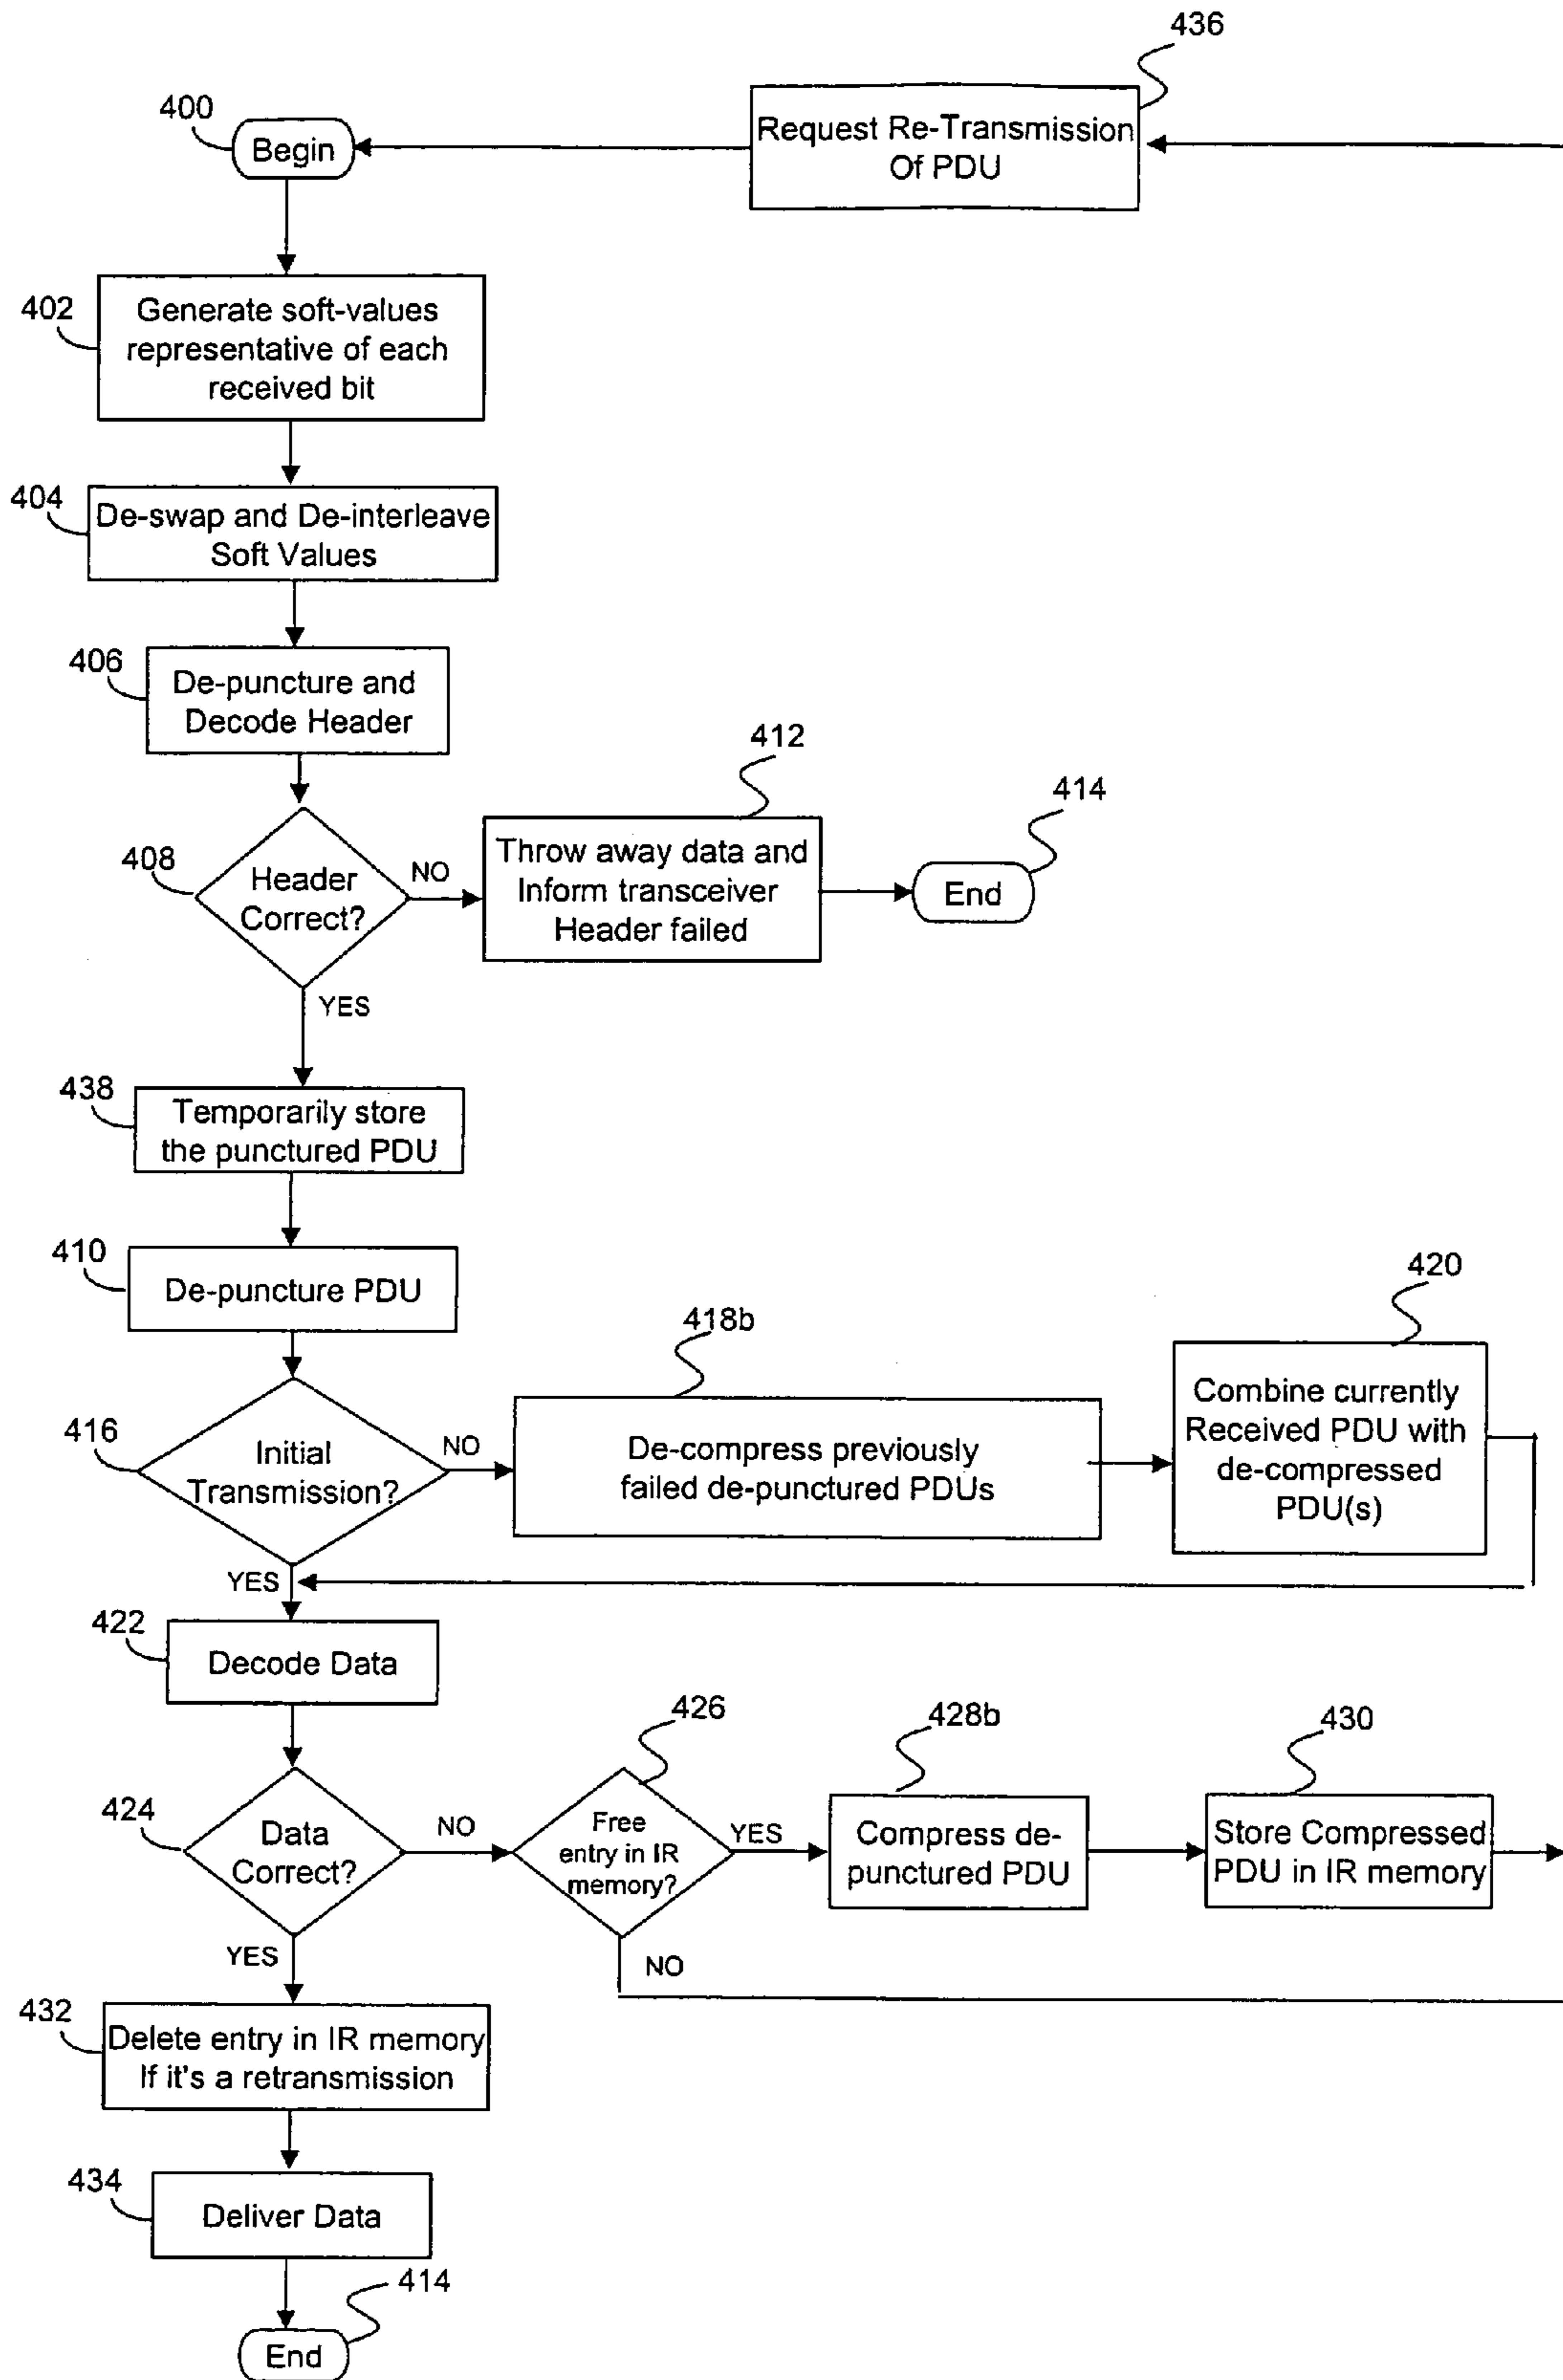 436
400
Begin
Request Re-Transmission
Of PDU
402
Generate soft-values
representative of each
received bit
404
De-swap and De-interleave
Soft Values
406
De-puncture and
Decode Header
412
414
408
Header
Correct?
NO
Throw away data and
Inform transceiver
Header failed
End
YES
438
Temporarily store
the punctured PDU
410
De-puncture PDU
418b
420
416
Initial
Transmission?
NO
De-compress previously
failed de-punctured PDUs
Combine currently
Received PDU with
de-compressed
PDU(s)
YES
422
Decode Data
426
428b
430
424
Data
Correct?
NO
Free
entry in IR
memory?
YES
Compress de-
punctured PDU
Store Compressed
PDU in IR memory
YES
NO
432
Delete entry in IR memory
If it's a retransmission
434
Deliver Data
414
End